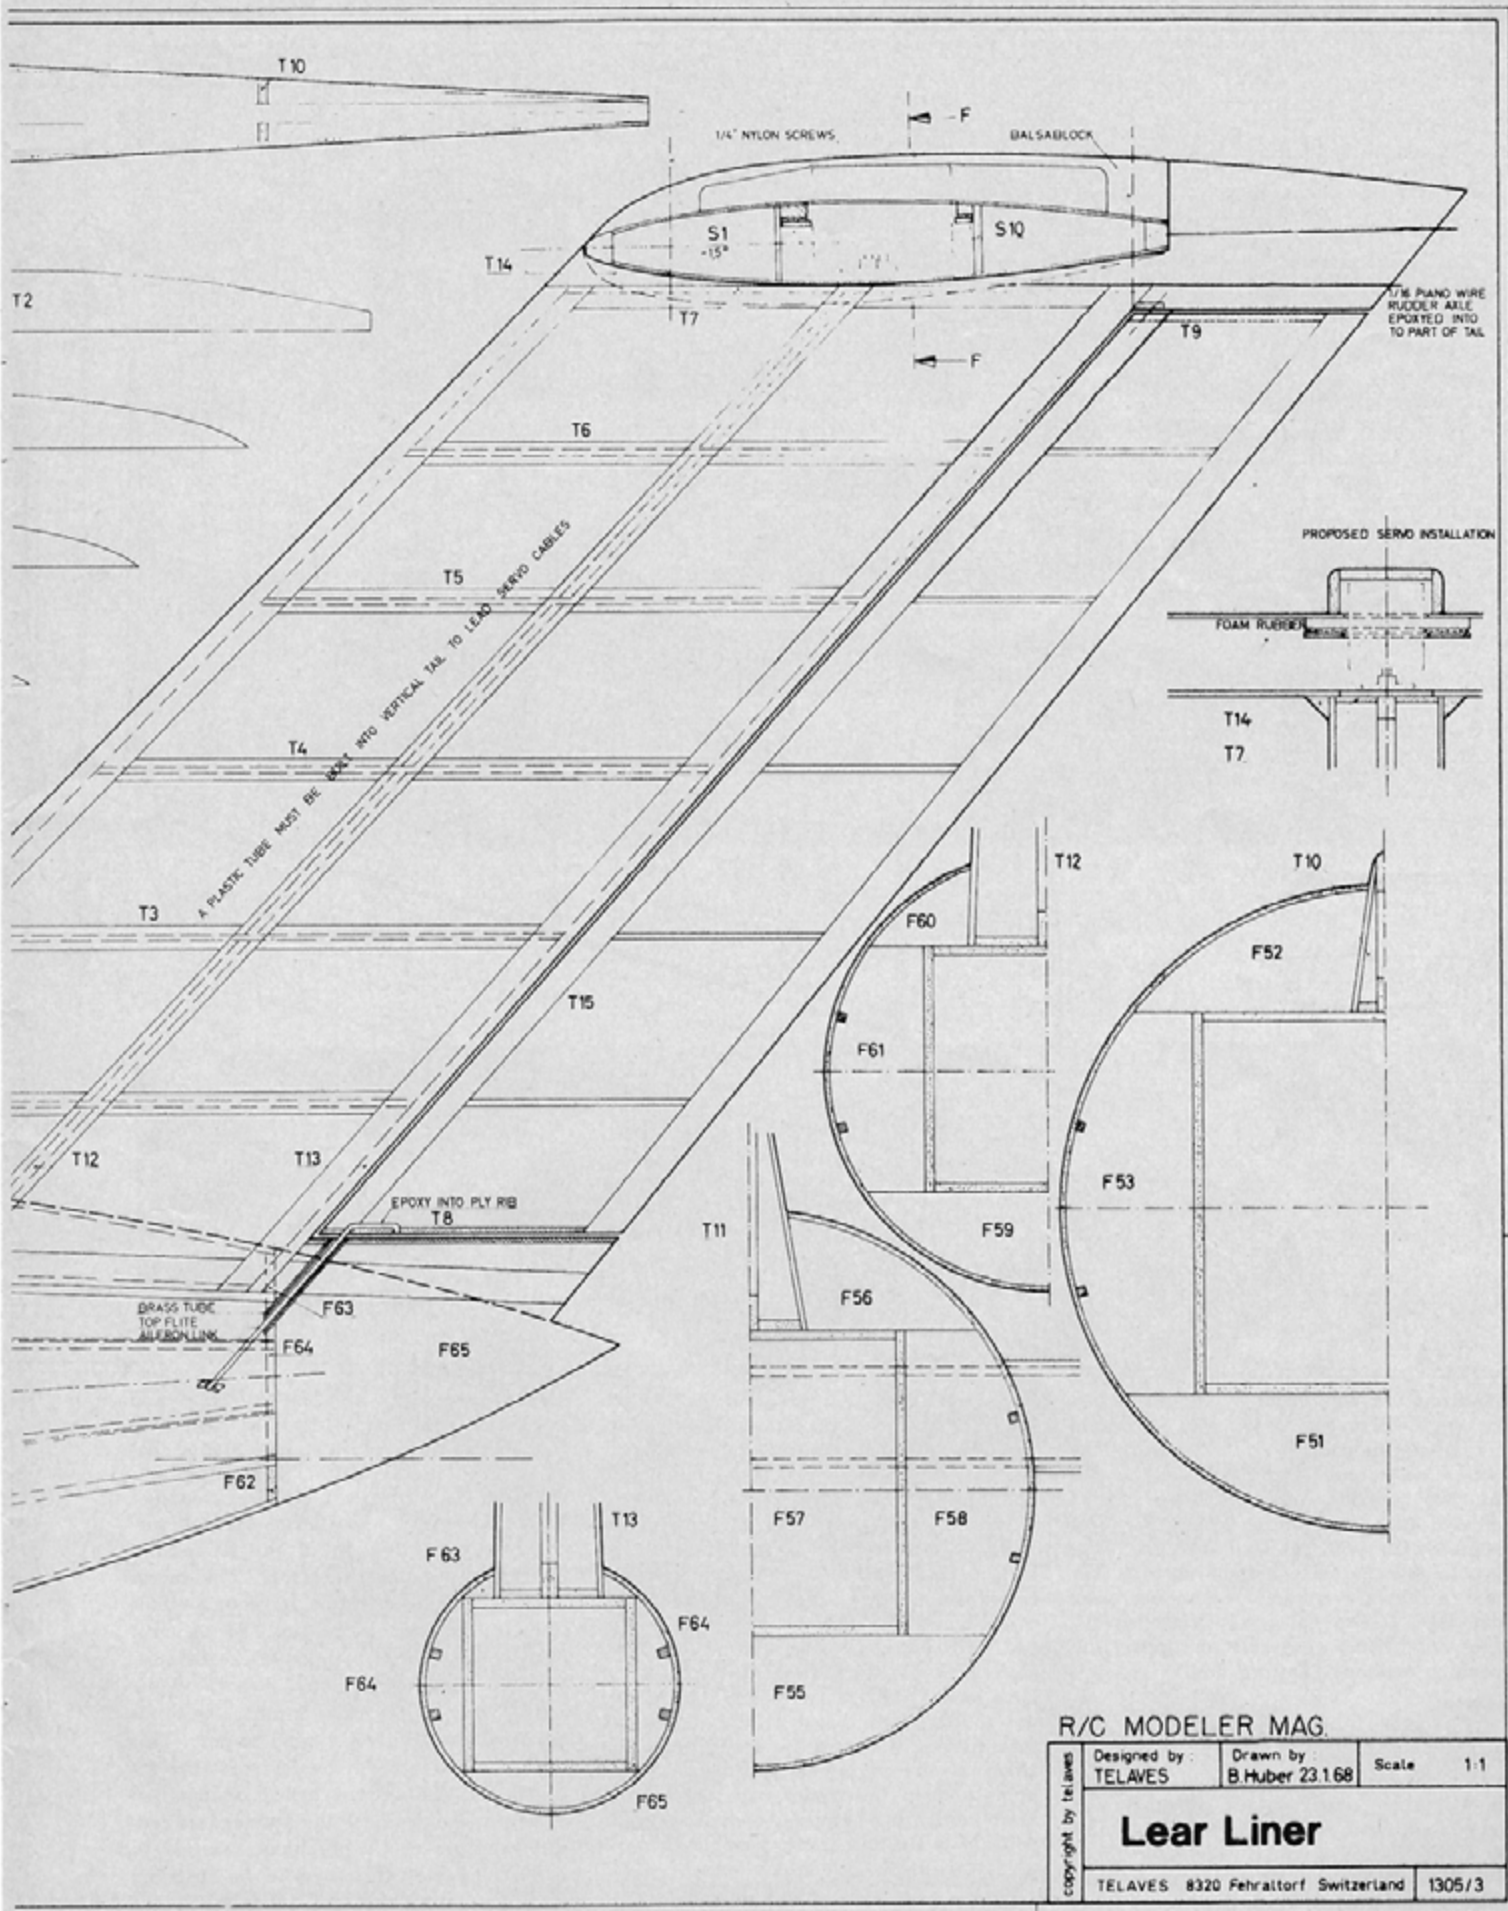 T10
1/4" NYLON SCREWS
F
BALSABLOCK
S1
-1,5°
S10
T14
T2
T7
T9
1/16 PIANO WIRE
RUDDER AXLE
EPOXYED INTO
TO PART OF TAIL
F
T6
PROPOSED SERVO INSTALLATION
T5
FOAM RUBBER
A PLASTIC TUBE MUST BE BUILT INTO VERTICAL TAIL TO LEAD SERVO CABLES
T14
T4
T7
T12
T10
T3
F60
F52
T15
F61
T12
T13
F53
EPOXY INTO PLY RIB
T8
T11
F59
F56
BRASS TUBE
TOP FLITE
AILERON LINK
F63
F64
F65
F51
F62
F57
F58
T13
F63
F64
F64
F55
F65
R/C MODELER MAG.
copyright by telaves
Designed by :
TELAVES
Drawn by :
B.Huber 23.1.68
Scale 1:1
Lear Liner
TELAVES 8320 Fehraltorf Switzerland
1305/3